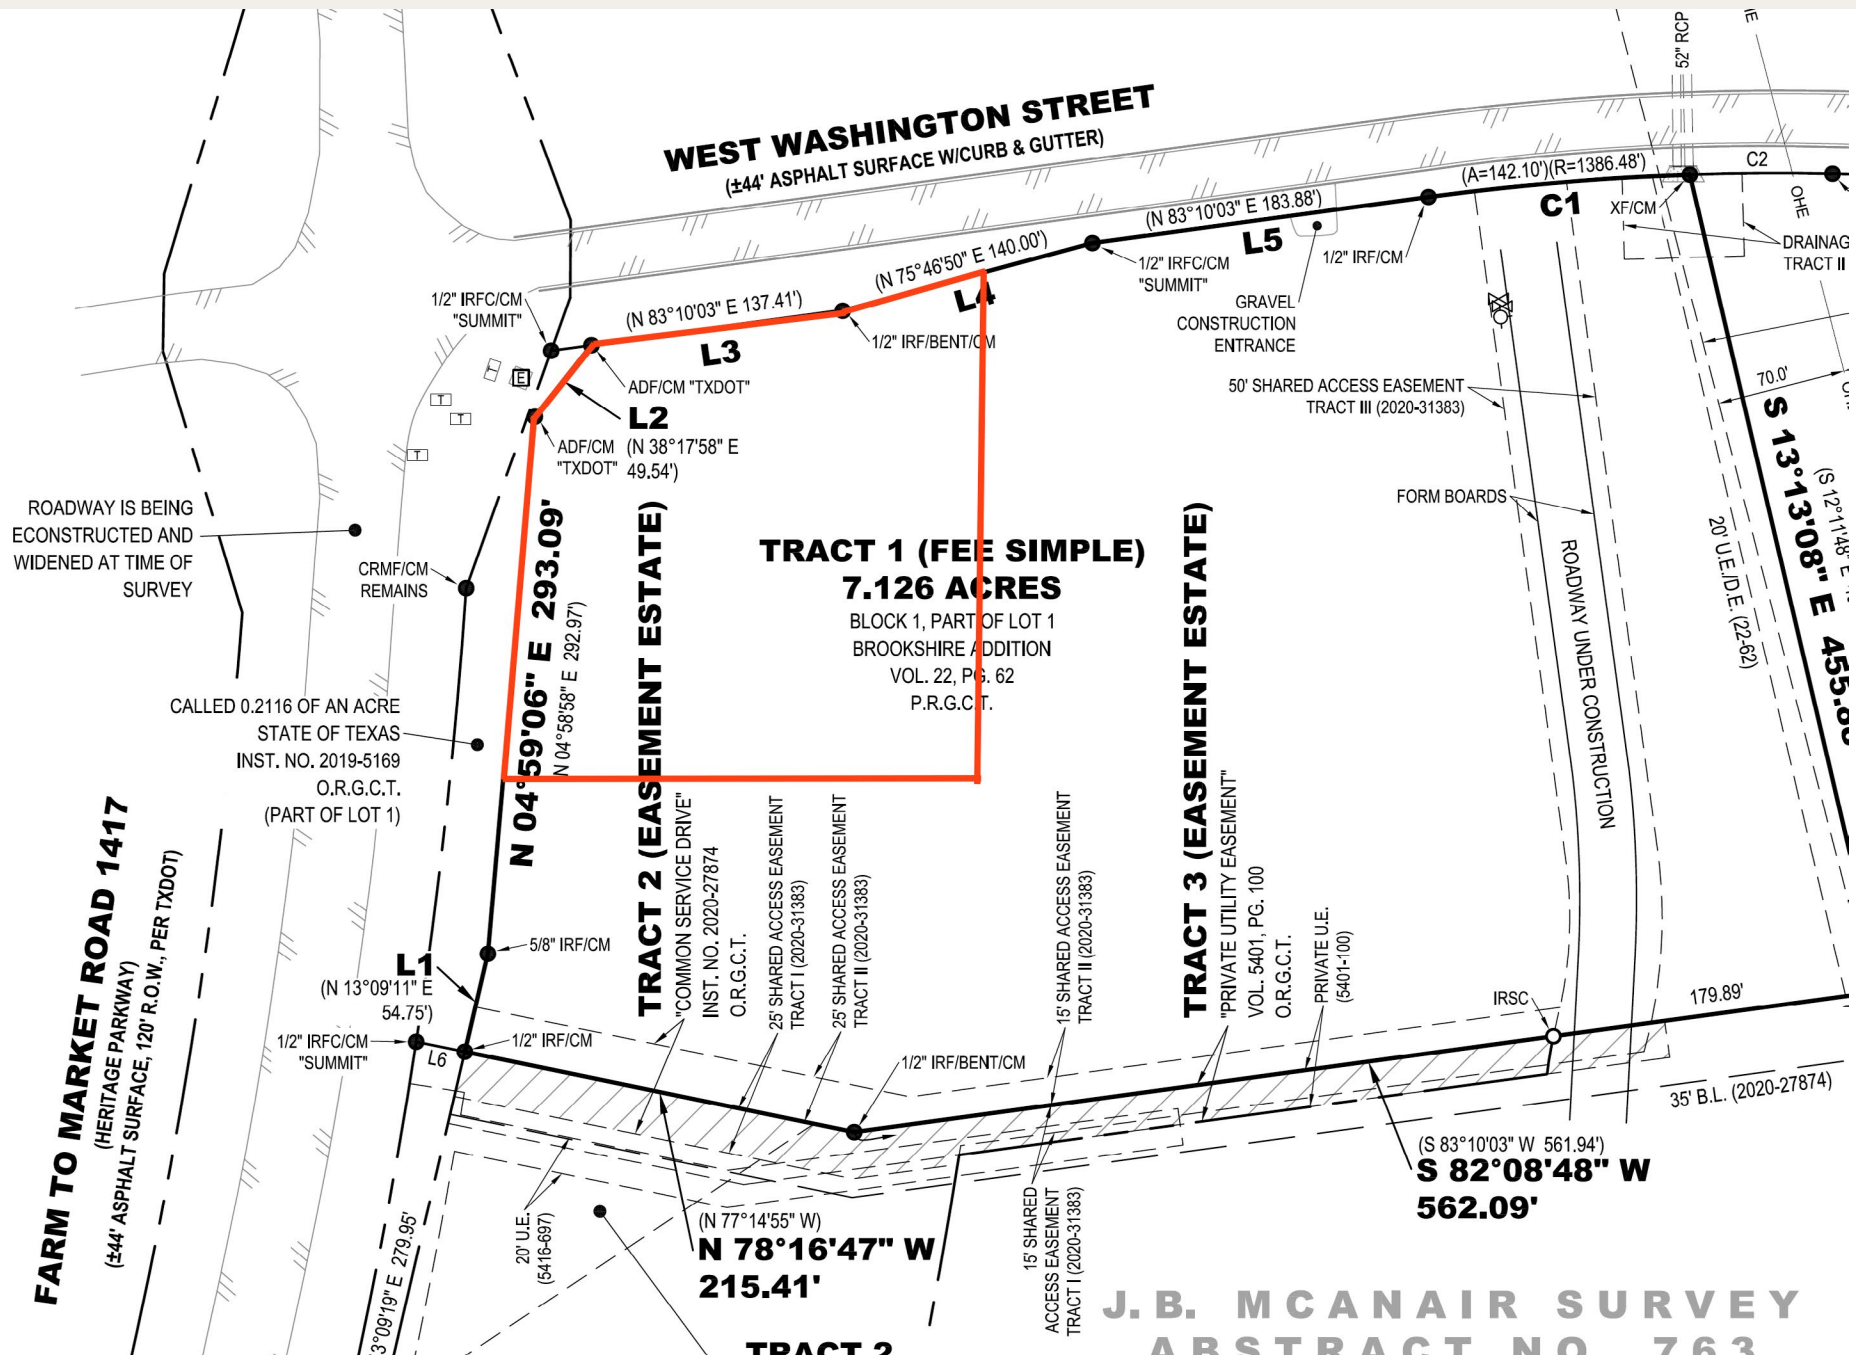 WEST WASHINGTON STREET
(±44' ASPHALT SURFACE W/CURB & GUTTER)
52" RCP
(A=142.10')(R=1386.48')
C1
C2
XF/CM
OHE
DRAINAG
TRACT II
(N 83°10'03" E 183.88')
L5
1/2" IRF/CM
1/2" IRFC/CM
"SUMMIT"
GRAVEL
CONSTRUCTION
ENTRANCE
(N 75°46'50" E 140.00')
L4
(N 83°10'03" E 137.41')
L3
1/2" IRF/BENT/CM
1/2" IRFC/CM
"SUMMIT"
E
T
T
T
T
ADF/CM "TXDOT"
L2
(N 38°17'58" E
49.54')
ADF/CM
"TXDOT"
50' SHARED ACCESS EASEMENT
TRACT III (2020-31383)
70.0'
S 13°13'08" E 455.
FORM BOARDS
20' U.E./D.E. (22-62)
ROADWAY UNDER CONSTRUCTION
ROADWAY IS BEING
ECONSTRUCTED AND
WIDENED AT TIME OF
SURVEY
CRMF/CM
REMAINS
N 04°59'06" E 293.09'
N 04°58'58" E 292.97')
TRACT 1 (FEE SIMPLE)
7.126 ACRES
BLOCK 1, PART OF LOT 1
BROOKSHIRE ADDITION
VOL. 22, PG. 62
P.R.G.C.T.
CALLED 0.2116 OF AN ACRE
STATE OF TEXAS
INST. NO. 2019-5169
O.R.G.C.T.
(PART OF LOT 1)
TRACT 2 (EASEMENT ESTATE)
"COMMON SERVICE DRIVE"
INST. NO. 2020-27874
O.R.G.C.T.
25' SHARED ACCESS EASEMENT
TRACT I (2020-31383)
25' SHARED ACCESS EASEMENT
TRACT II (2020-31383)
15' SHARED ACCESS EASEMENT
TRACT II (2020-31383)
TRACT 3 (EASEMENT ESTATE)
"PRIVATE UTILITY EASEMENT"
VOL. 5401, PG. 100
O.R.G.C.T.
PRIVATE U.E.
(5401-100)
FARM TO MARKET ROAD 1417
(HERITAGE PARKWAY)
(±44' ASPHALT SURFACE, 120' R.O.W., PER TXDOT)
5/8" IRF/CM
L1
(N 13°09'11" E
54.75')
1/2" IRFC/CM
"SUMMIT"
L6
1/2" IRF/CM
1/2" IRF/BENT/CM
IRSC
179.89'
35' B.L. (2020-27874)
(S 83°10'03" W 561.94')
S 82°08'48" W
562.09'
(N 77°14'55" W)
N 78°16'47" W
215.41'
20' U.E.
(5416-697)
15' SHARED
ACCESS EASEMENT
TRACT I (2020-31383)
3°09'19" E 279.95'
J.B. MCANAIR SURVEY
ABSTRACT NO. 763
TRACT 2